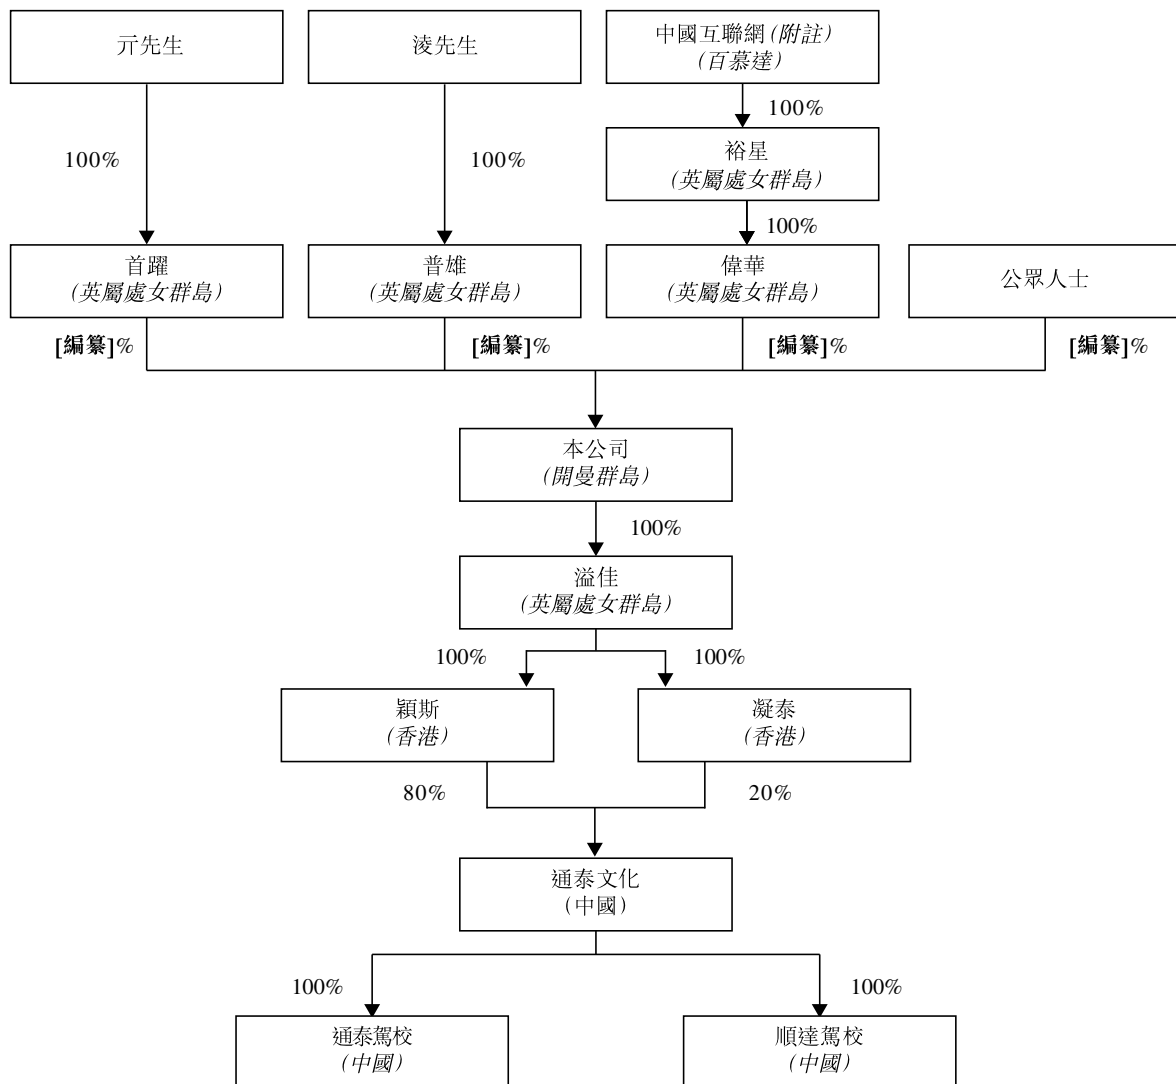 亓先生
淩先生
中國互聯網(附註)
(百慕達)
100%
100%
100%
裕星
(英屬處女群島)
100%
首躍
(英屬處女群島)
普雄
(英屬處女群島)
偉華
(英屬處女群島)
公眾人士
[編纂]%
[編纂]%
[編纂]%
[編纂]%
本公司
(開曼群島)
100%
溢佳
(英屬處女群島)
100%
100%
穎斯
(香港)
凝泰
(香港)
80%
20%
通泰文化
(中國)
100%
100%
通泰駕校
(中國)
順達駕校
(中國)